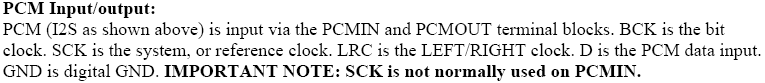 PCM Input/output:
PCM (I2S as shown above) is input via the PCMIN and PCMOUT terminal blocks. BCK is the bit
clock. SCK is the system, or reference clock. LRC is the LEFT/RIGHT clock. D is the PCM data input.
GND is digital GND. IMPORTANT NOTE: SCK is not normally used on PCMIN.